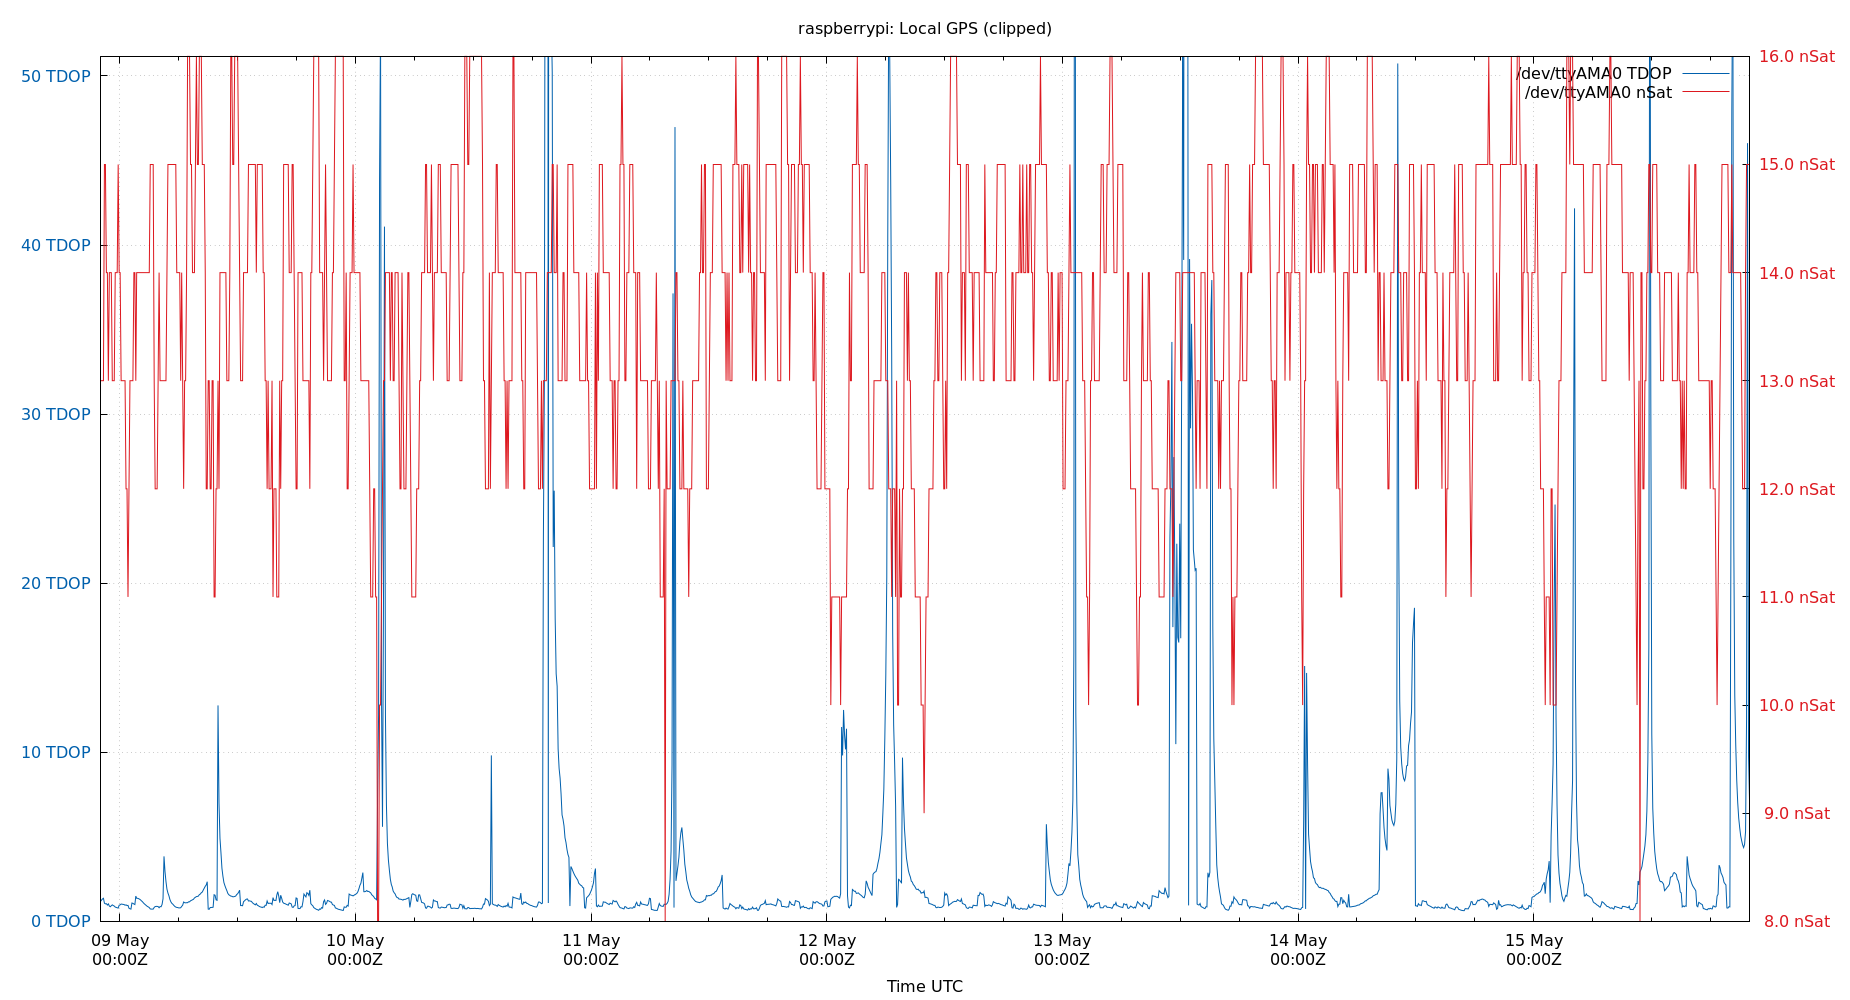 raspberrypi: Local GPS (clipped)
50 TDOP
40 TDOP
30 TDOP
20 TDOP
10 TDOP
0 TDOP
16.0 nSat
15.0 nSat
14.0 nSat
13.0 nSat
12.0 nSat
11.0 nSat
10.0 nSat
9.0 nSat
8.0 nSat
/dev/ttyAMA0 TDOP
/dev/ttyAMA0 nSat
09 May
00:00Z
10 May
00:00Z
11 May
00:00Z
12 May
00:00Z
13 May
00:00Z
14 May
00:00Z
15 May
00:00Z
Time UTC